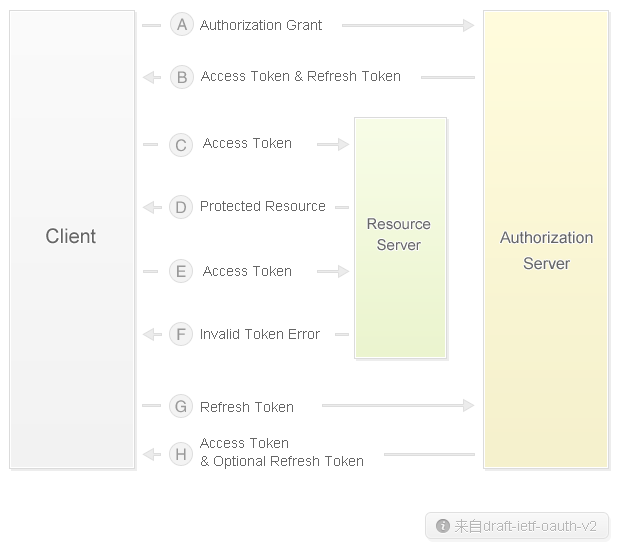 A Authorization Grant
B Access Token & Refresh Token
C Access Token
D Protected Resource
Client
Resource
Server
Authorization
Server
E Access Token
F Invalid Token Error
G Refresh Token
H Access Token
& Optional Refresh Token
来自draft-ietf-oauth-v2